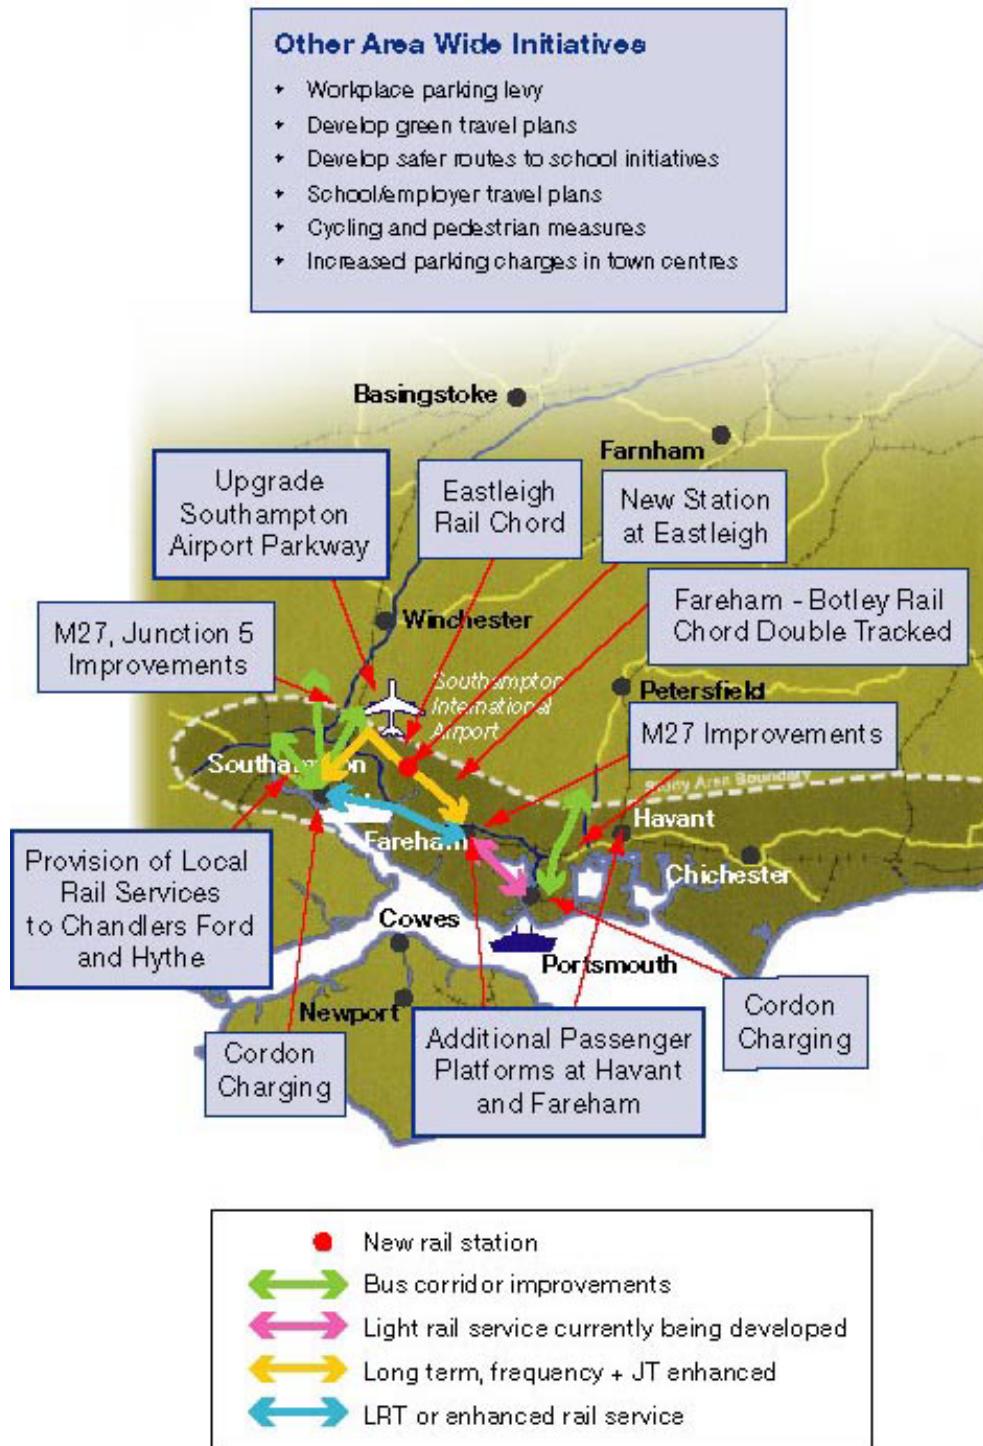 Other Area Wide Initiatives
Workplace parking levy
Develop green travel plans
Develop safer routes to school initiatives
School/employer travel plans
Cycling and pedestrian measures
Increased parking charges in town centres
Basingstoke
Farnham
Upgrade
Southampton
Airport Parkway
Eastleigh
Rail Chord
New Station
at Eastleigh
Fareham - Botley Rail
Chord Double Tracked
Winchester
M27, Junction 5
Improvements
Southampton
International
Airport
Petersfield
M27 Improvements
Southampton
Study Area Boundary
Havant
Fareham
Chichester
Provision of Local
Rail Services
to Chandlers Ford
and Hythe
Cowes
Portsmouth
Newport
Cordon
Charging
Additional Passenger
Platforms at Havant
and Fareham
Cordon
Charging
New rail station
Bus corridor improvements
Light rail service currently being developed
Long term, frequency + JT enhanced
LRT or enhanced rail service